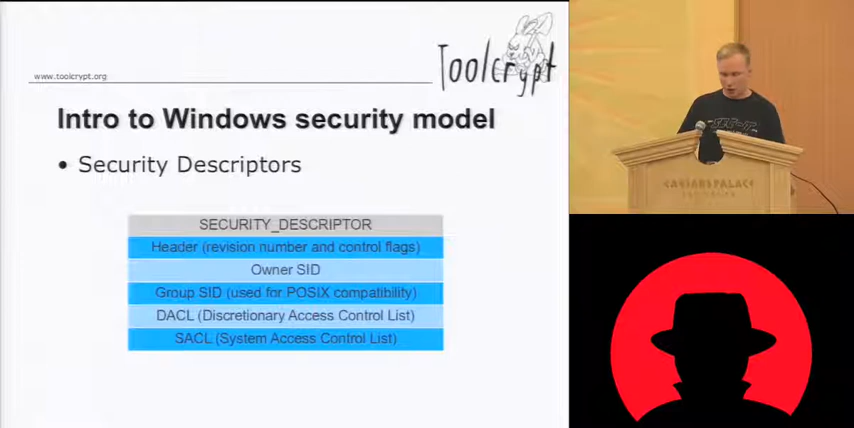 Toolcrypt
www.toolcrypt.org
Intro to Windows security model
• Security Descriptors
SECURITY_DESCRIPTOR
Header (revision number and control flags)
Owner SID
Group SID (used for POSIX compatibility)
DACL (Discretionary Access Control List)
SACL (System Access Control List)
CAESARS PALACE